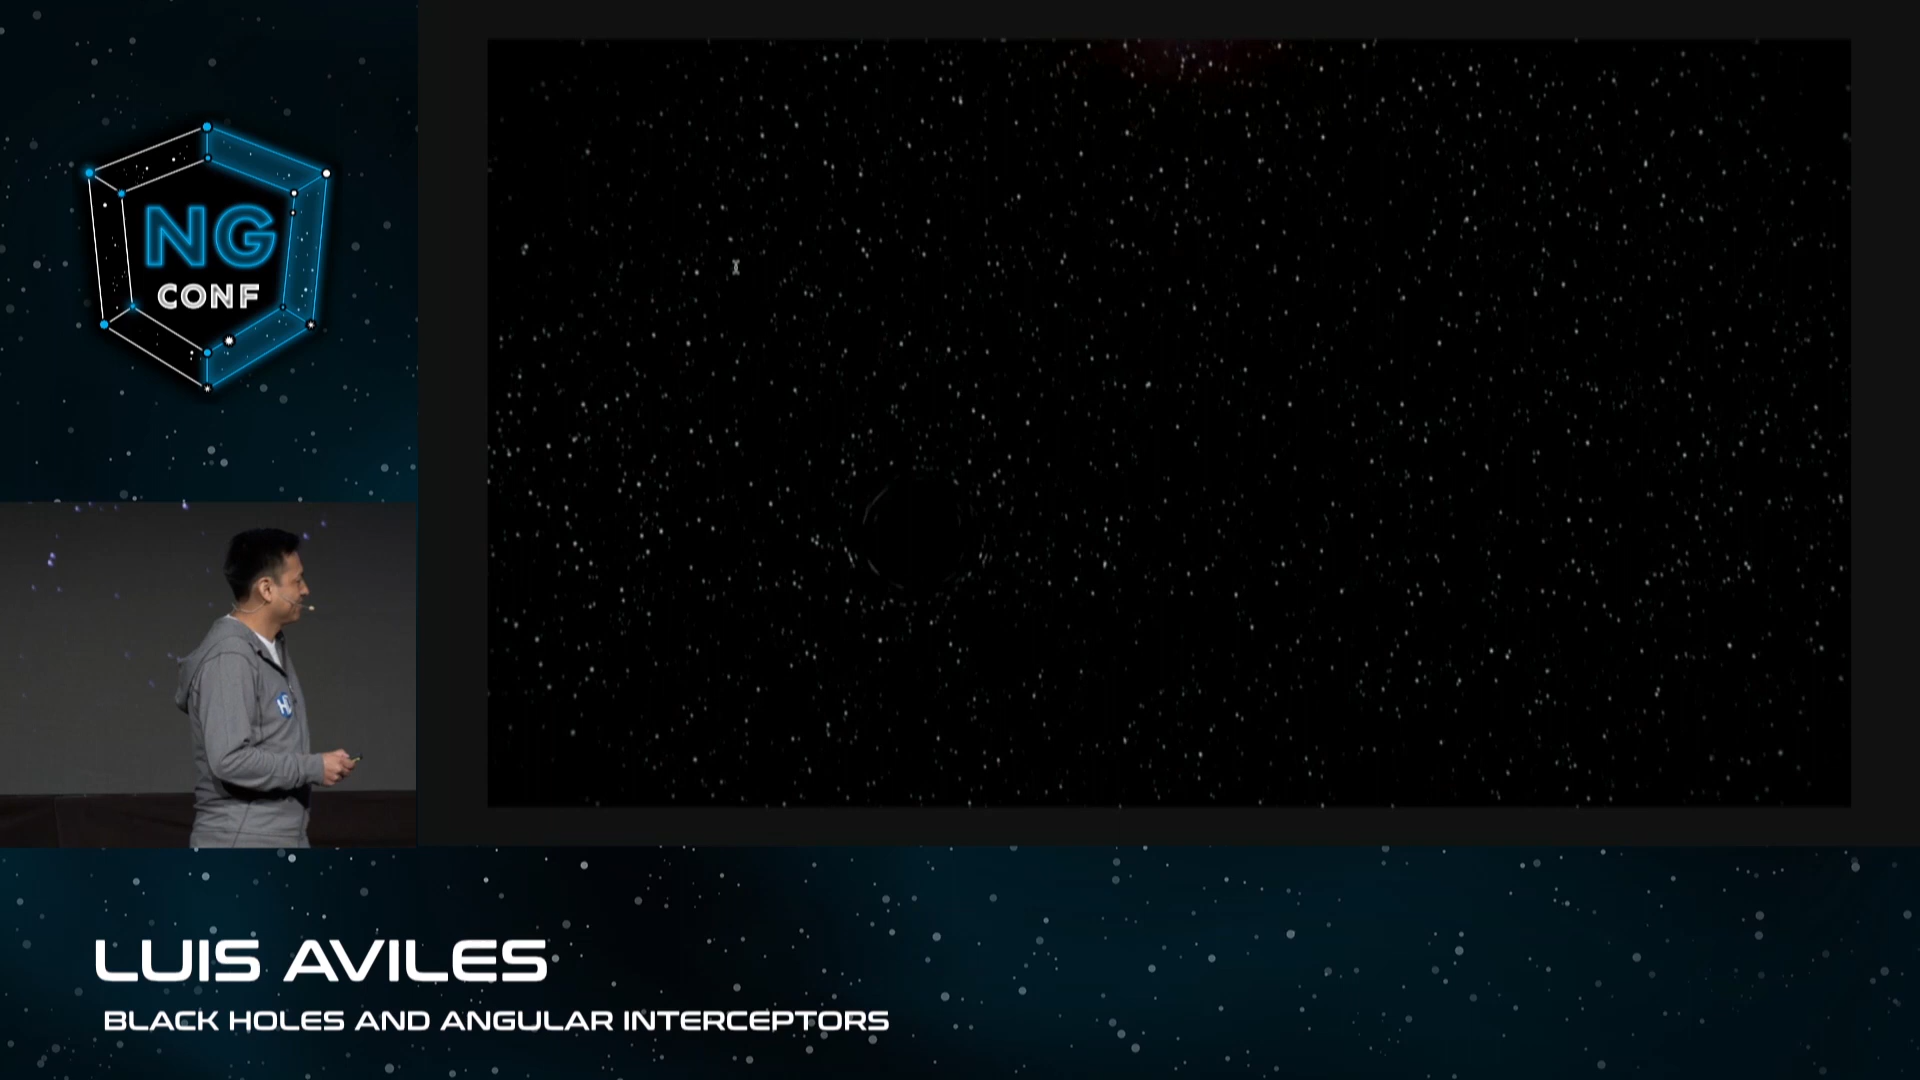 NG
CONF
LUIS AVILES
BLACK HOLES AND ANGULAR INTERCEPTORS